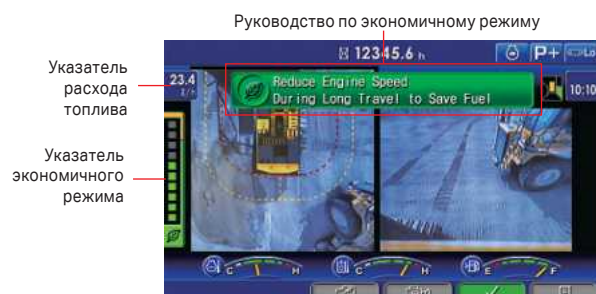 Руководство по экономичному режиму
12345.6 h
P+
Lo
Указатель
расхода
топлива
23.4
Reduce Engine Speed
During Long Travel to Save Fuel
10:10
Указатель
экономичного
режима
C H
C H
E F